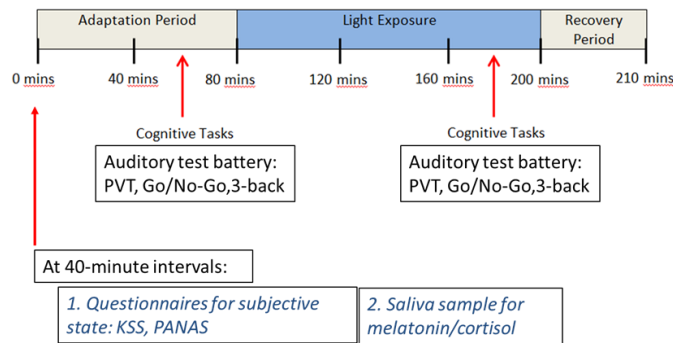 Adaptation Period
Light Exposure
Recovery
Period
0 mins
40 mins
80 mins
120 mins
160 mins
200 mins
210 mins
Cognitive Tasks
Auditory test battery:
PVT, Go/No-Go,3-back
Cognitive Tasks
Auditory test battery:
PVT, Go/No-Go,3-back
At 40-minute intervals:
1. Questionnaires for subjective
state: KSS, PANAS
2. Saliva sample for
melatonin/cortisol